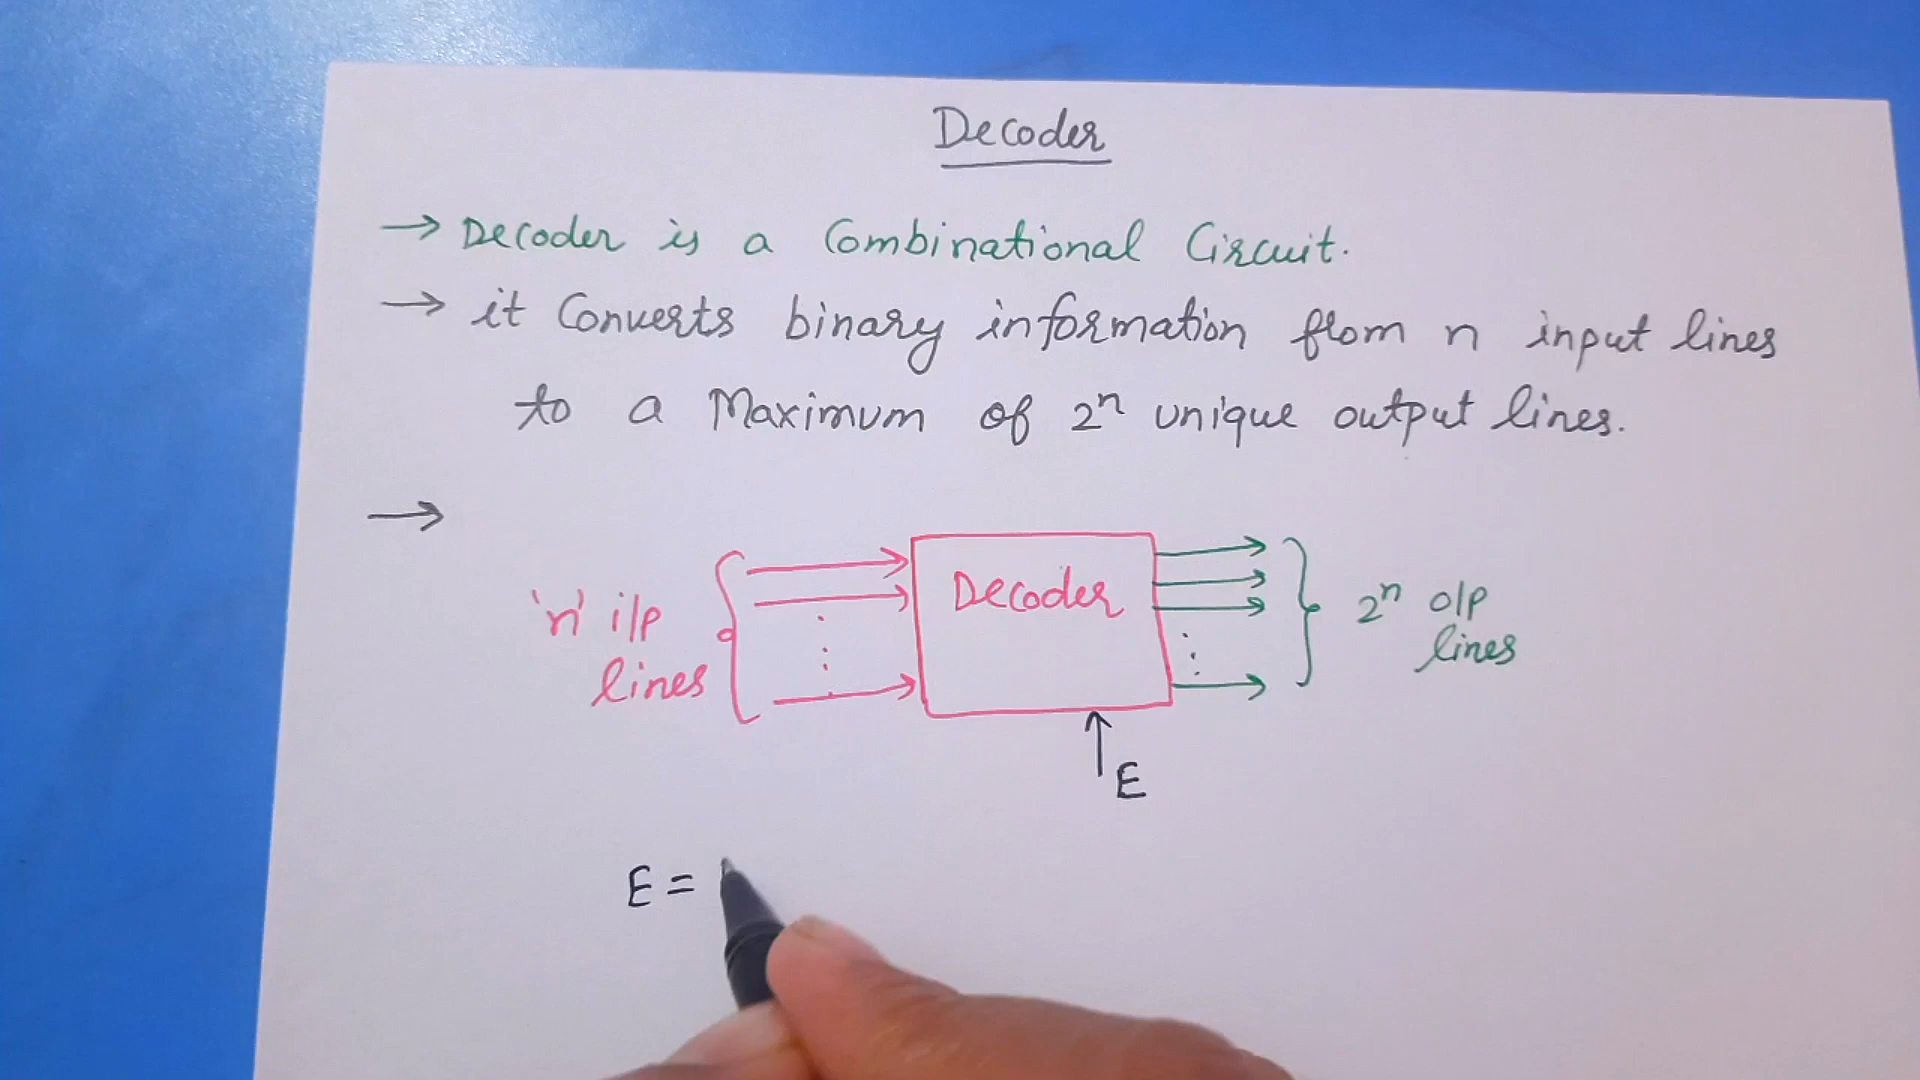 Decoder
→ Decoder is a Combinational Circuit.
→ it Converts binary information from n input lines
to a Maximum of 2ⁿ unique output lines.
→
'n' i/p
lines
Decoder
2ⁿ o/p
lines
E
E =